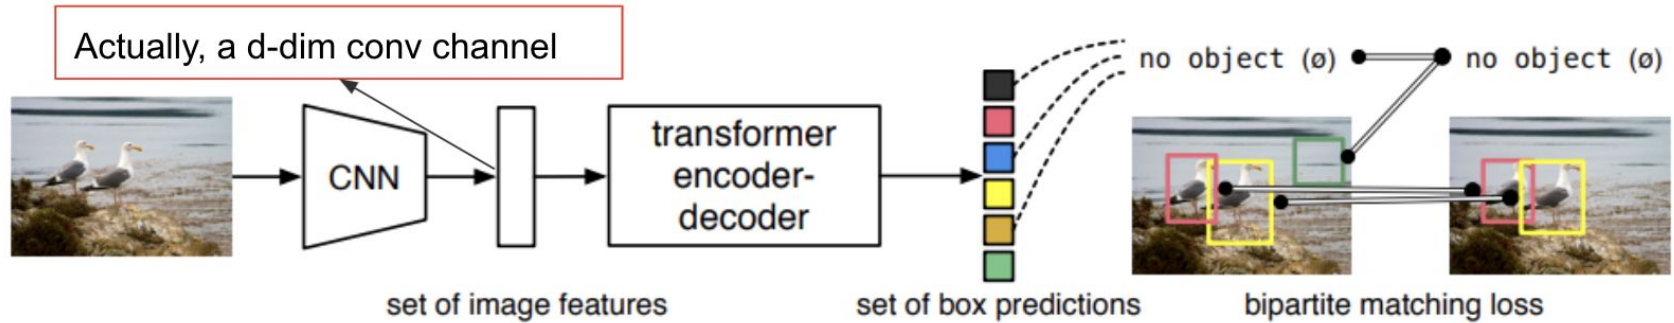 Actually, a d-dim conv channel
no object (ø)
no object (ø)
CNN
transformer
encoder-
decoder
set of image features
set of box predictions
bipartite matching loss